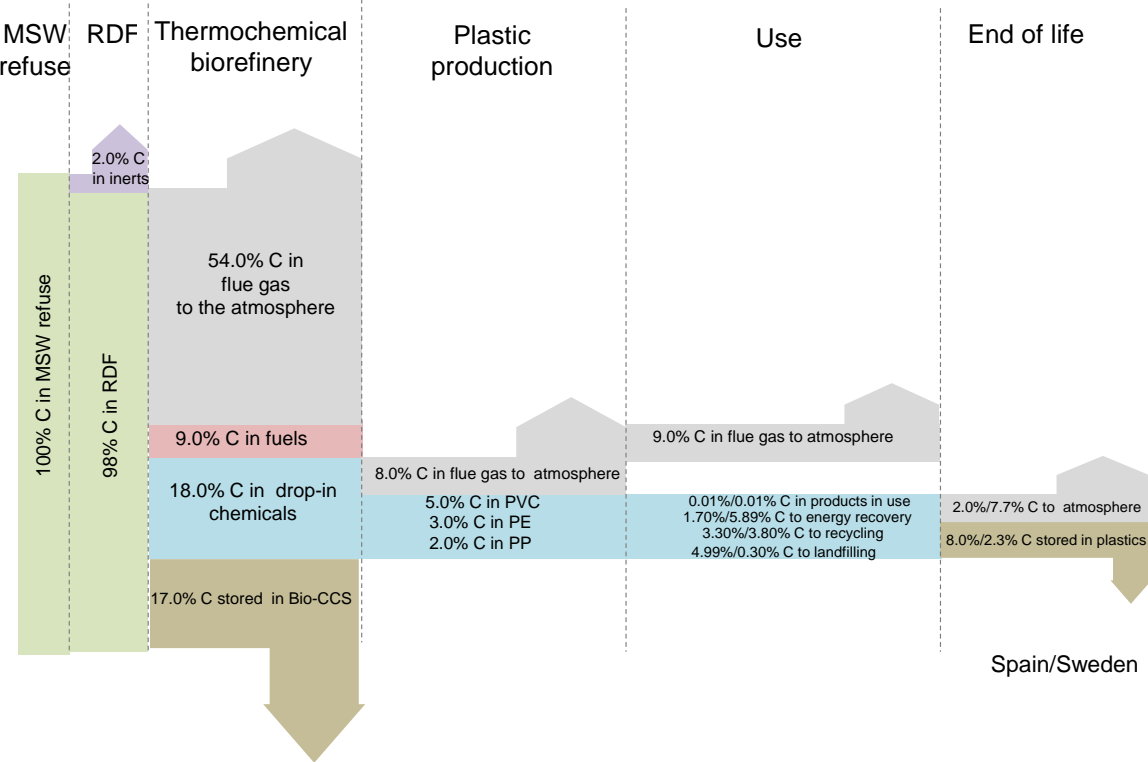 MSW
refuse
RDF
Thermochemical
biorefinery
Plastic
production
Use
End of life
2.0% C
in inerts
100% C in MSW refuse
98% C in RDF
54.0% C in
flue gas
to the atmosphere
9.0% C in fuels
18.0% C in drop-in
chemicals
17.0% C stored in Bio-CCS
8.0% C in flue gas to atmosphere
5.0% C in PVC
3.0% C in PE
2.0% C in PP
9.0% C in flue gas to atmosphere
0.01%/0.01% C in products in use
1.70%/5.89% C to energy recovery
3.30%/3.80% C to recycling
4.99%/0.30% C to landfilling
2.0%/7.7% C to atmosphere
8.0%/2.3% C stored in plastics
Spain/Sweden